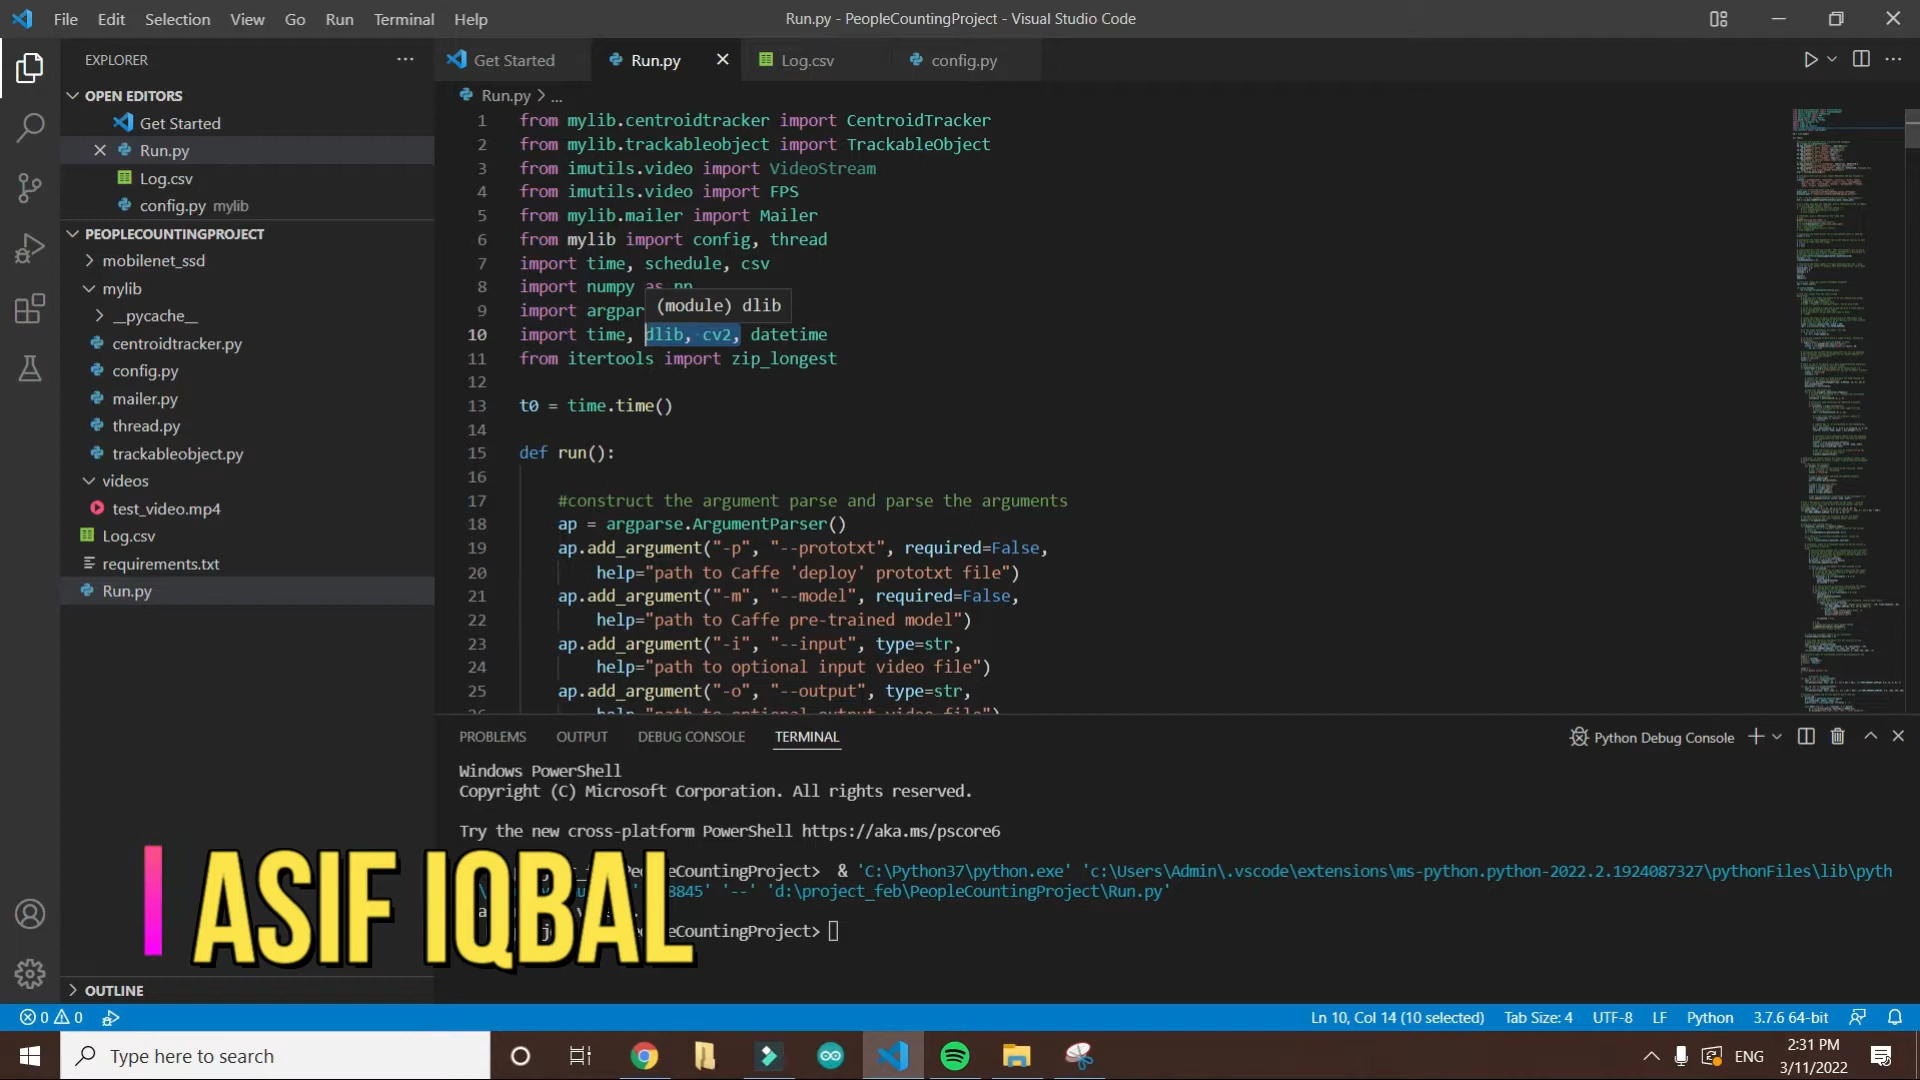 File Edit Selection View Go Run Terminal Help
Run.py - PeopleCountingProject - Visual Studio Code
EXPLORER
OPEN EDITORS
Get Started
Run.py
Log.csv
config.py mylib
PEOPLECOUNTINGPROJECT
mobilenet_ssd
mylib
__pycache__
centroidtracker.py
config.py
mailer.py
thread.py
trackableobject.py
videos
test_video.mp4
Log.csv
requirements.txt
Run.py
OUTLINE
Get Started Run.py Log.csv config.py
Run.py > ...
1 from mylib.centroidtracker import CentroidTracker
2 from mylib.trackableobject import TrackableObject
3 from imutils.video import VideoStream
4 from imutils.video import FPS
5 from mylib.mailer import Mailer
6 from mylib import config, thread
7 import time, schedule, csv
8 import numpy as np
(module) dlib
9 import argpar
10 import time, dlib, cv2, datetime
11 from itertools import zip_longest
12
13 t0 = time.time()
14
15 def run():
16
17 #construct the argument parse and parse the arguments
18 ap = argparse.ArgumentParser()
19 ap.add_argument("-p", "--prototxt", required=False,
20 help="path to Caffe 'deploy' prototxt file")
21 ap.add_argument("-m", "--model", required=False,
22 help="path to Caffe pre-trained model")
23 ap.add_argument("-i", "--input", type=str,
24 help="path to optional input video file")
25 ap.add_argument("-o", "--output", type=str,
26 help="path to optional output video file")
PROBLEMS OUTPUT DEBUG CONSOLE TERMINAL
Python Debug Console
Windows PowerShell
Copyright (C) Microsoft Corporation. All rights reserved.
Try the new cross-platform PowerShell https://aka.ms/pscore6
eCountingProject> & 'C:\Python37\python.exe' 'c:\Users\Admin\.vscode\extensions\ms-python.python-2022.2.1924087327\pythonFiles\lib\pyth
8845' '--' 'd:\project_feb\PeopleCountingProject\Run.py'
eCountingProject>
ASIF IQBAL
0 0
Ln 10, Col 14 (10 selected) Tab Size: 4 UTF-8 LF Python 3.7.6 64-bit
Type here to search
ENG
2:31 PM
3/11/2022